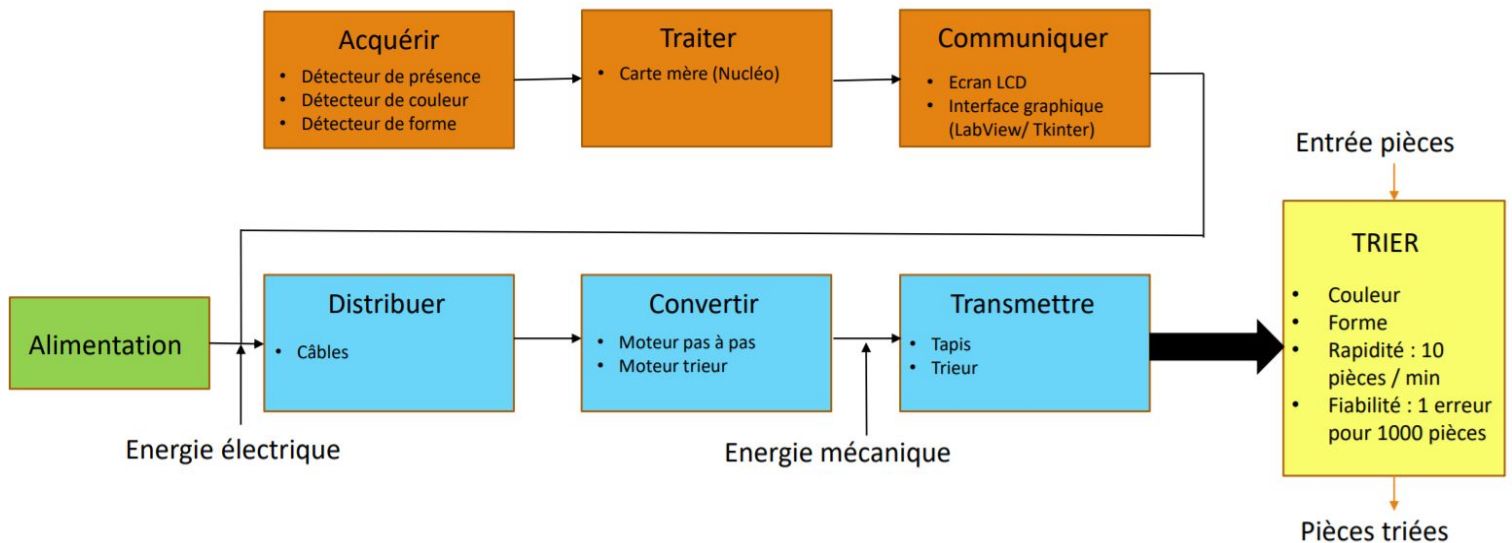 Acquérir
• Détecteur de présence
• Détecteur de couleur
• Détecteur de forme
Traiter
• Carte mère (Nucléo)
Communiquer
• Ecran LCD
• Interface graphique
(LabView/ Tkinter)
Entrée pièces
Alimentation
Distribuer
• Câbles
Convertir
• Moteur pas à pas
• Moteur trieur
Transmettre
• Tapis
• Trieur
TRIER
• Couleur
• Forme
• Rapidité : 10
pièces / min
• Fiabilité : 1 erreur
pour 1000 pièces
Energie électrique
Energie mécanique
Pièces triées